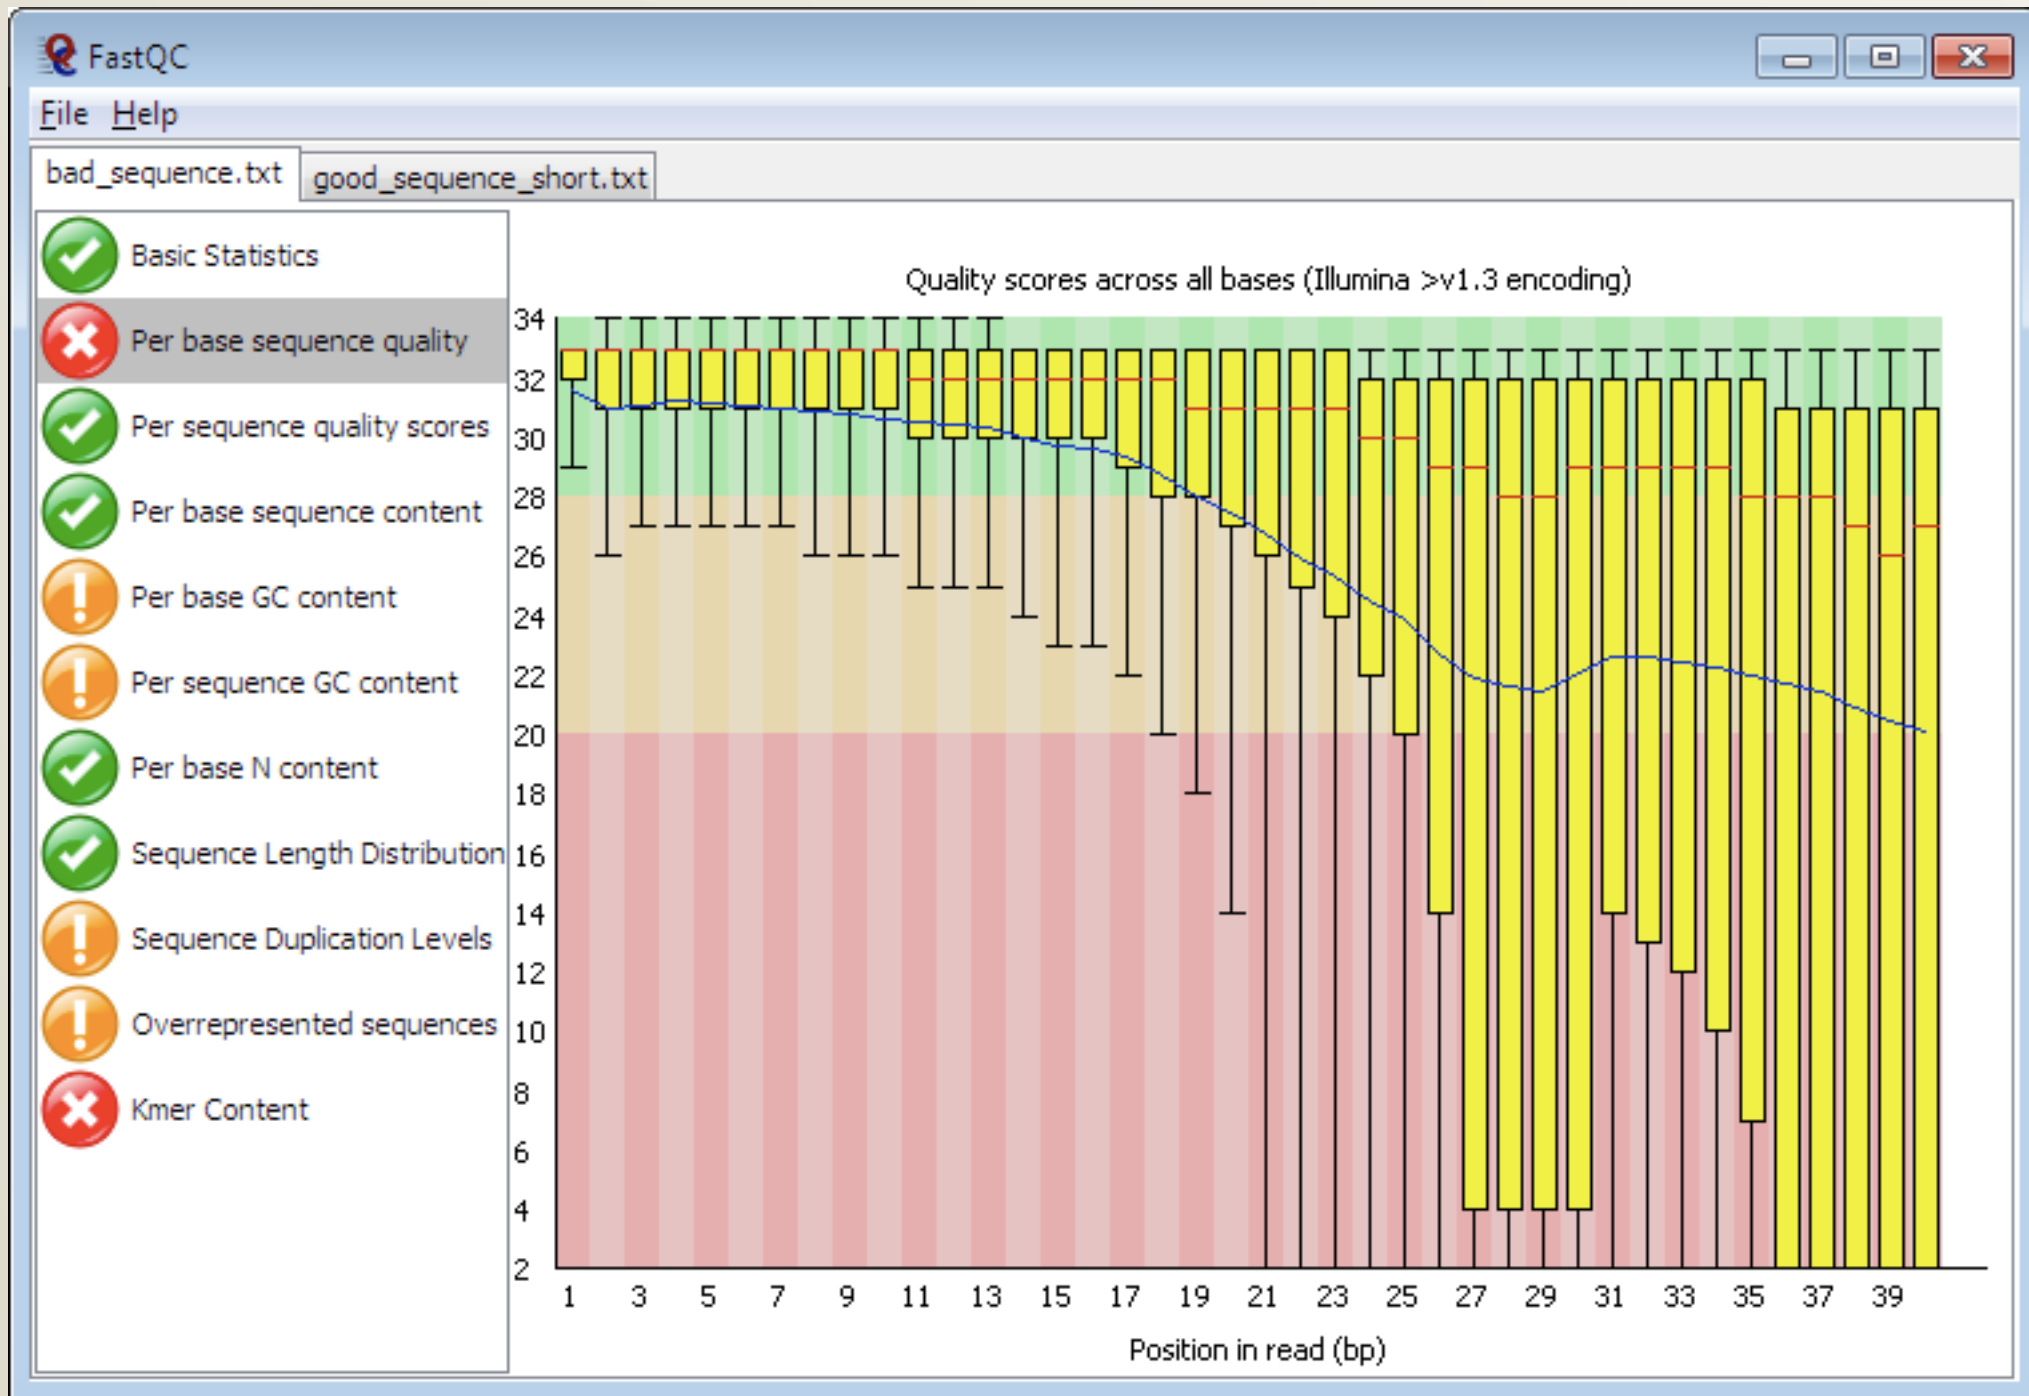 FastQC
File Help
bad_sequence.txt good_sequence_short.txt
Basic Statistics
Per base sequence quality
Per sequence quality scores
Per base sequence content
Per base GC content
Per sequence GC content
Per base N content
Sequence Length Distribution
Sequence Duplication Levels
Overrepresented sequences
Kmer Content
Quality scores across all bases (Illumina >v1.3 encoding)
34
32
30
28
26
24
22
20
18
16
14
12
10
8
6
4
2
1 3 5 7 9 11 13 15 17 19 21 23 25 27 29 31 33 35 37 39
Position in read (bp)